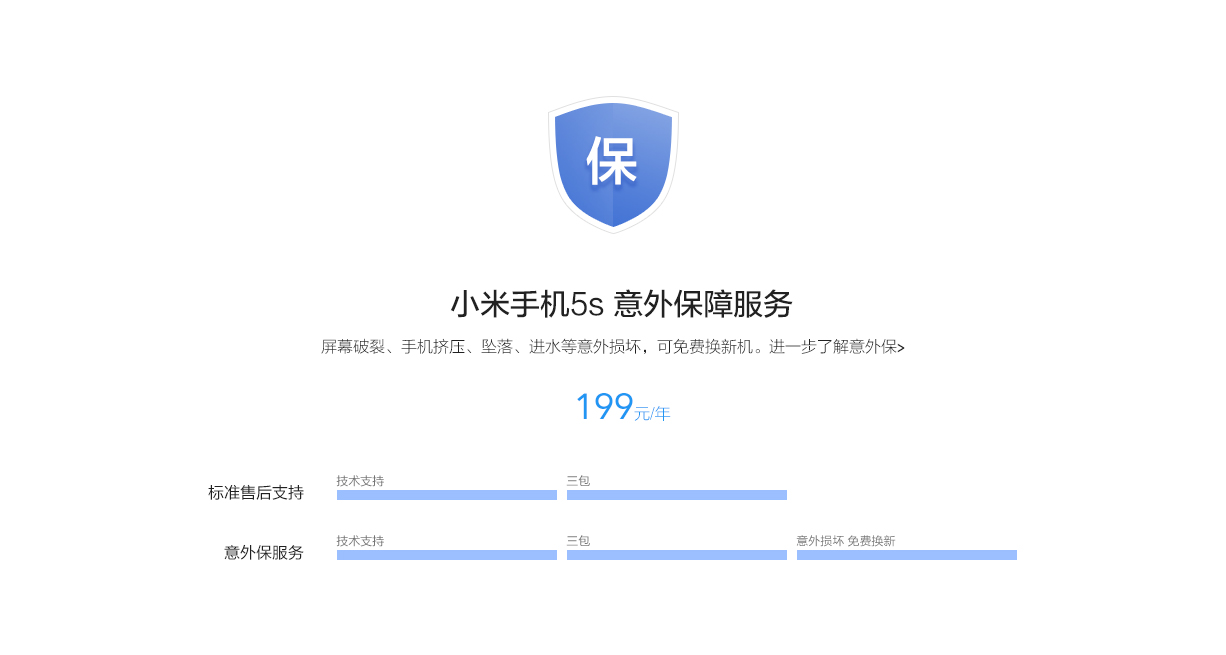 保
小米手机5s 意外保障服务
屏幕破裂、手机挤压、坠落、进水等意外损坏，可免费换新机。进一步了解意外保>
199元/年
标准售后支持
技术支持 三包
意外保服务
技术支持 三包 意外损坏 免费换新